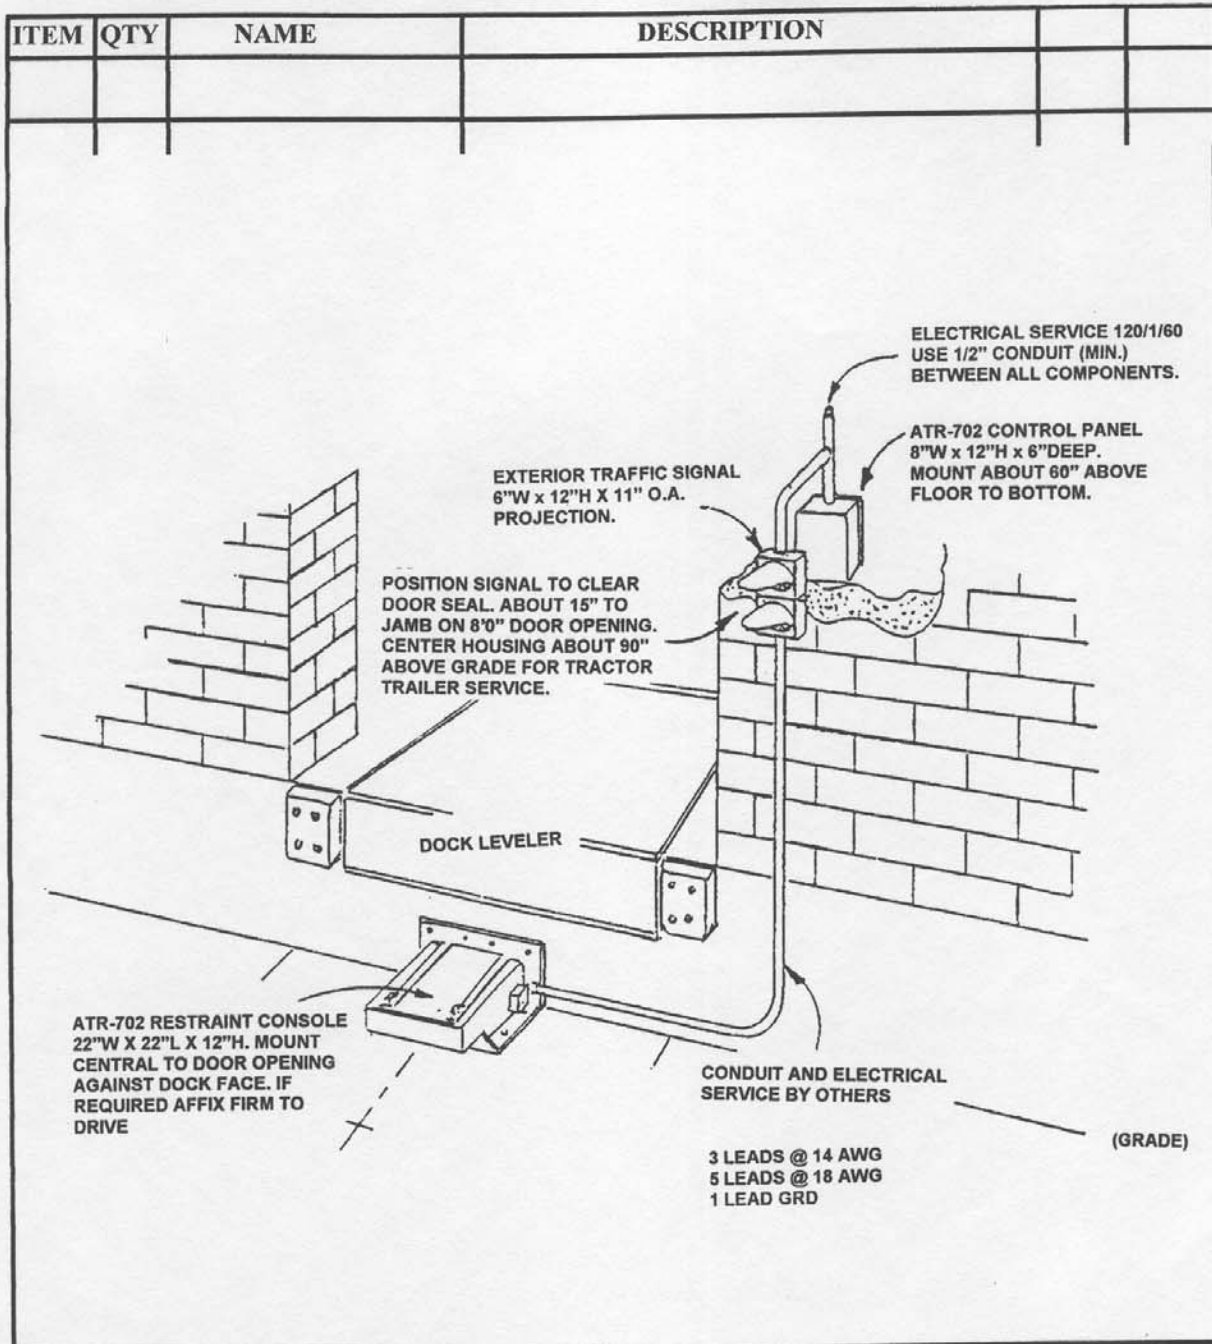 ITEM QTY NAME DESCRIPTION
ELECTRICAL SERVICE 120/1/60
USE 1/2" CONDUIT (MIN.)
BETWEEN ALL COMPONENTS.
ATR-702 CONTROL PANEL
8"W x 12"H x 6"DEEP.
MOUNT ABOUT 60" ABOVE
FLOOR TO BOTTOM.
EXTERIOR TRAFFIC SIGNAL
6"W x 12"H X 11" O.A.
PROJECTION.
POSITION SIGNAL TO CLEAR
DOOR SEAL. ABOUT 15" TO
JAMB ON 8'0" DOOR OPENING.
CENTER HOUSING ABOUT 90"
ABOVE GRADE FOR TRACTOR
TRAILER SERVICE.
DOCK LEVELER
ATR-702 RESTRAINT CONSOLE
22"W X 22"L X 12"H. MOUNT
CENTRAL TO DOOR OPENING
AGAINST DOCK FACE. IF
REQUIRED AFFIX FIRM TO
DRIVE
CONDUIT AND ELECTRICAL
SERVICE BY OTHERS
(GRADE)
3 LEADS @ 14 AWG
5 LEADS @ 18 AWG
1 LEAD GRD